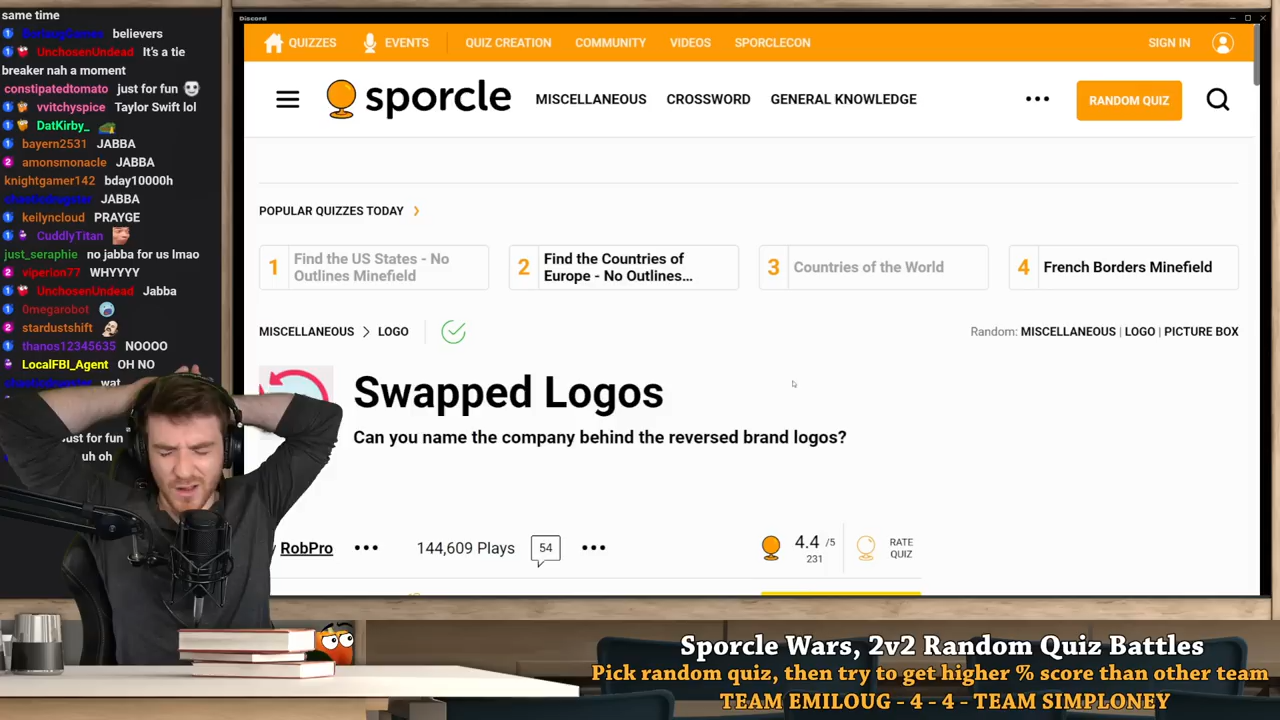 same time
believers
UnchosenUndead It's a tie
breaker nah a moment
constipatedtomato just for fun
vvitchyspice Taylor Swift lol
DatKirby_
bayern2531 JABBA
amonsmonacle JABBA
knightgamer142 bday10000h
JABBA
keilyncloud PRAYGE
CuddlyTitan
just_seraphie no jabba for us lmao
viperion77 WHYYYY
UnchosenUndead Jabba
0megarobot
stardustshift
thanos12345635 NOOOO
LocalFBI_Agent OH NO
wat
just for fun
uh oh
Discord
QUIZZES EVENTS QUIZ CREATION COMMUNITY VIDEOS SPORCLECON SIGN IN
sporcle MISCELLANEOUS CROSSWORD GENERAL KNOWLEDGE RANDOM QUIZ
POPULAR QUIZZES TODAY
1 Find the US States - No
Outlines Minefield
2 Find the Countries of
Europe - No Outlines...
3 Countries of the World
4 French Borders Minefield
MISCELLANEOUS > LOGO
Random: MISCELLANEOUS | LOGO | PICTURE BOX
Swapped Logos
Can you name the company behind the reversed brand logos?
RobPro 144,609 Plays 54
4.4 /5
231
RATE
QUIZ
Sporcle Wars, 2v2 Random Quiz Battles
Pick random quiz, then try to get higher % score than other team
TEAM EMILOUG - 4 - 4 - TEAM SIMPLONEY